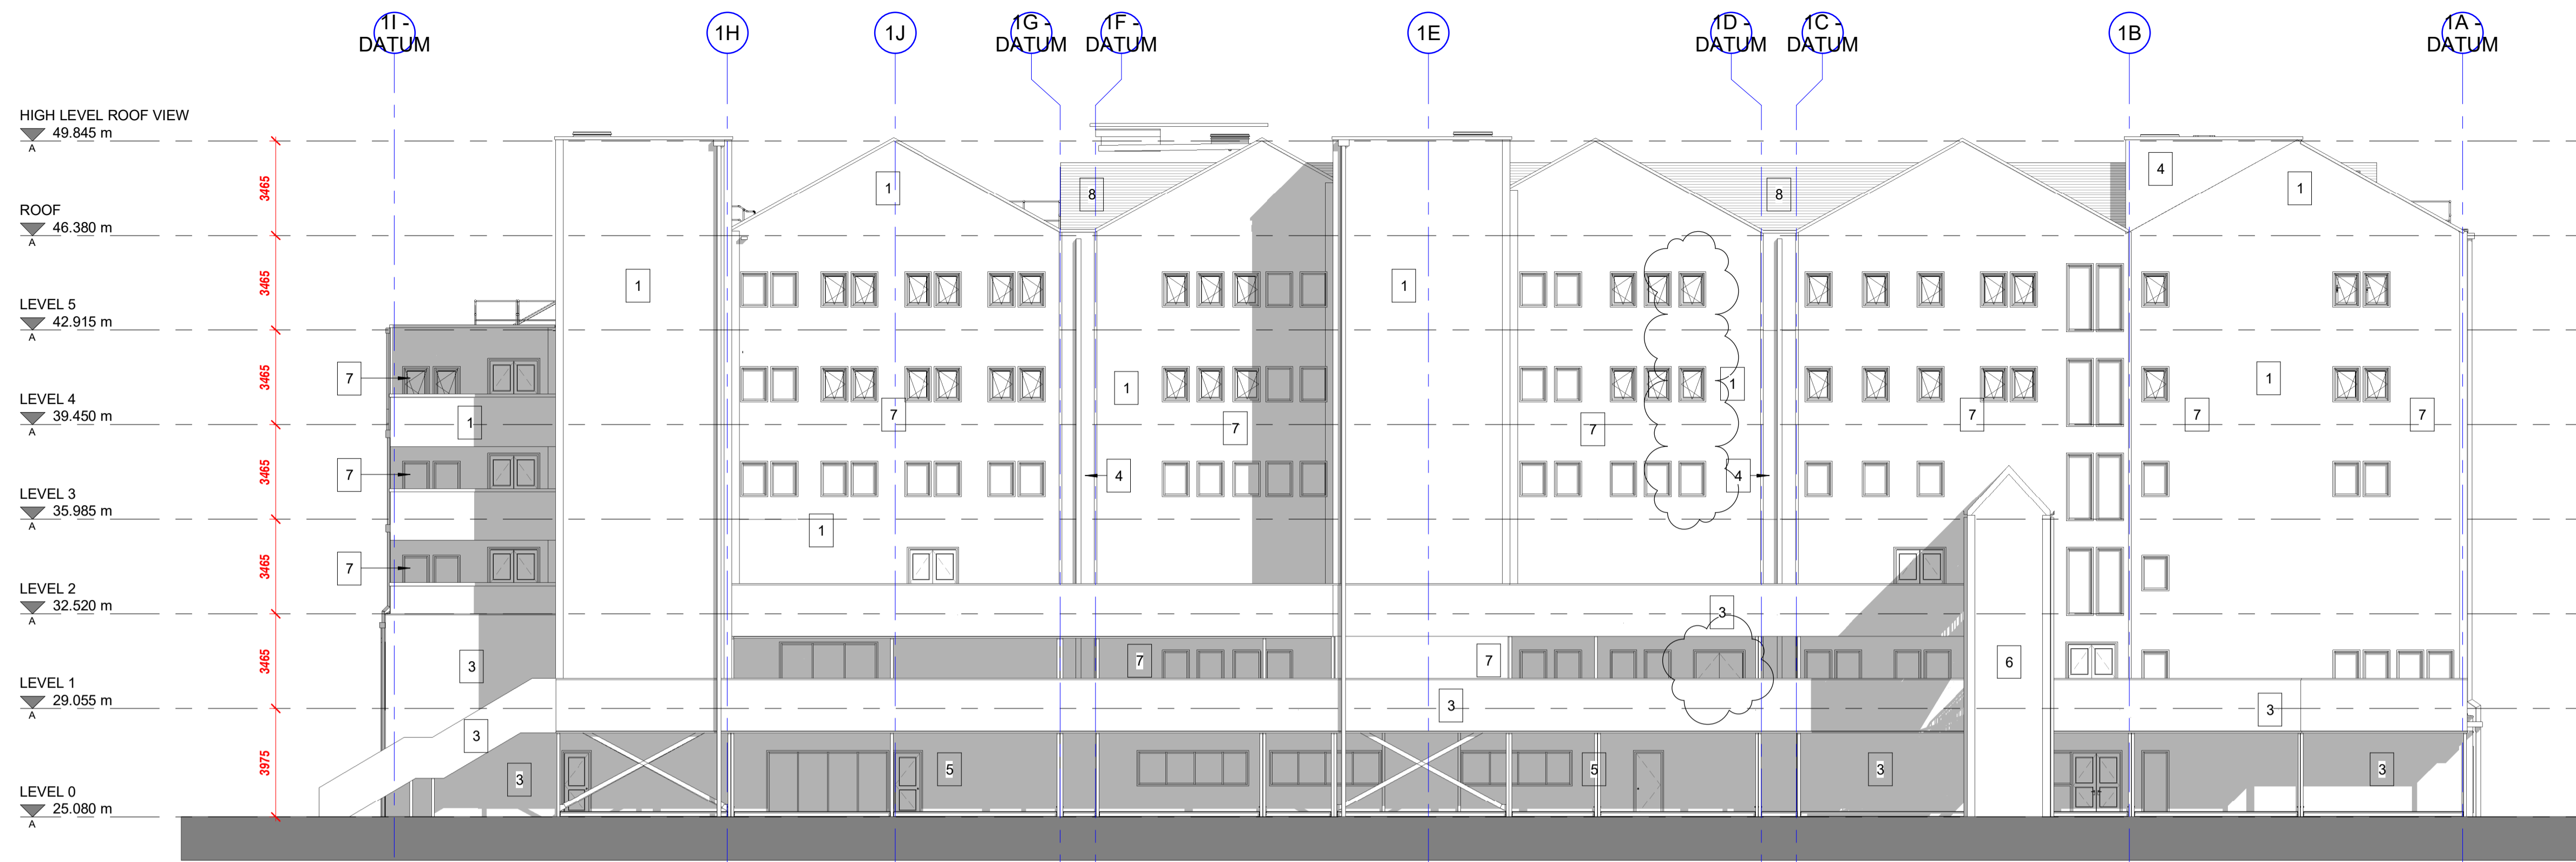 1I -
DATUM
1H
1J
1G -
DATUM
1F -
DATUM
1E
1D -
DATUM
1C -
DATUM
1B
1A -
DATUM
HIGH LEVEL ROOF VIEW
49.845 m
A
3465
1
8
8
4
1
ROOF
46.380 m
A
3465
1
1
LEVEL 5
42.915 m
A
3465
7
1
1
1
7
1
7
7
7
7
7
LEVEL 4
39.450 m
A
3465
7
4
4
LEVEL 3
35.985 m
A
3465
1
7
LEVEL 2
32.520 m
A
3465
3
3
7
7
6
LEVEL 1
29.055 m
A
3975
3
3
3
3
5
5
3
3
LEVEL 0
25.080 m
A